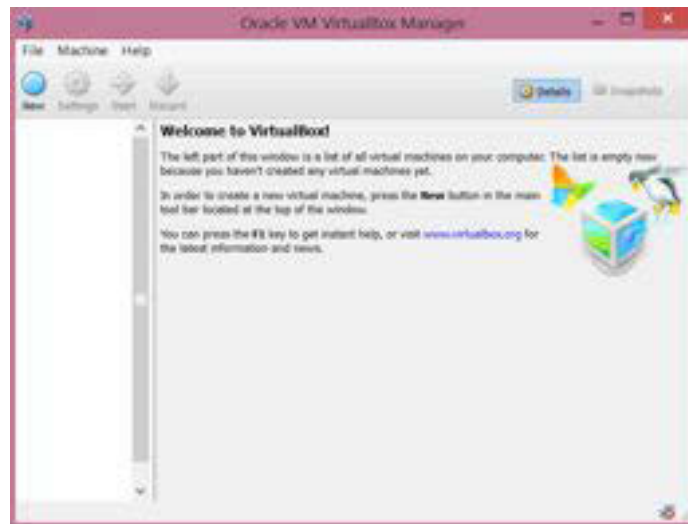 Oracle VM VirtualBox Manager
File Machine Help
New Settings Start Discard
Details Snapshots
Welcome to VirtualBox!
The left part of this window is a list of all virtual machines on your computer. The list is empty now
because you haven't created any virtual machines yet.
In order to create a new virtual machine, press the New button in the main
tool bar located at the top of the window.
You can press the F1 key to get instant help, or visit www.virtualbox.org for
the latest information and news.